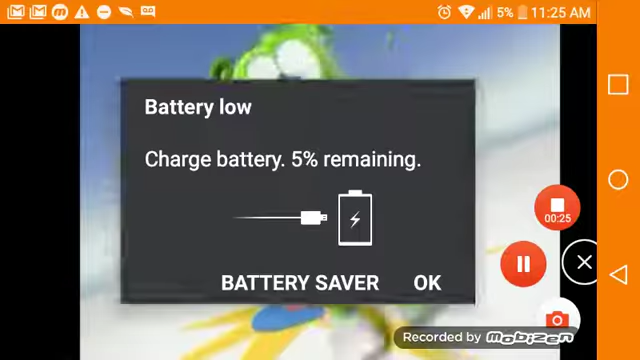 5% 11:25 AM
Battery low
Charge battery. 5% remaining.
00:25
BATTERY SAVER OK
Recorded by Mobizen